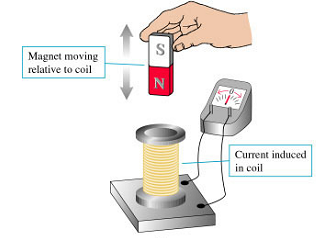 S
Magnet moving
relative to coil
N
0
Current induced
in coil